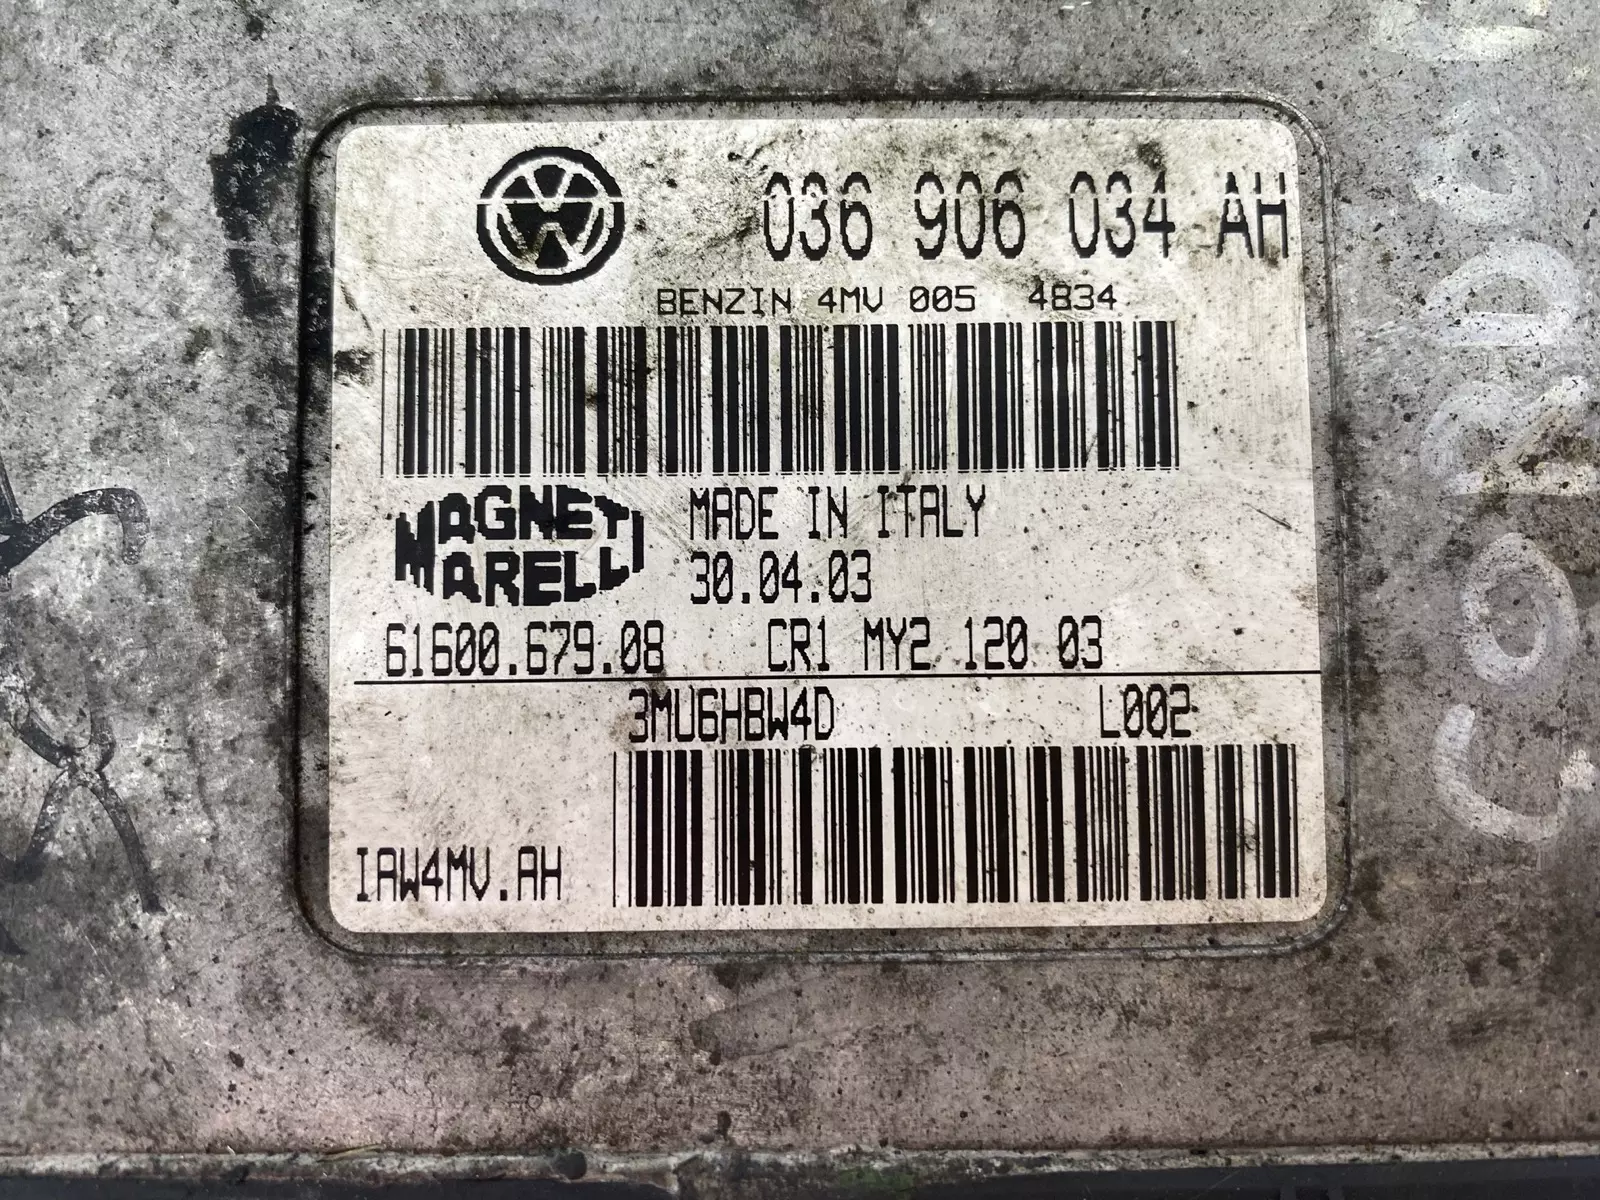 036 906 034 AH
BENZIN 4MV 005 4834
MAGNETI
MARELLI
MADE IN ITALY
30.04.03
61600.679.08 CR1 MY2 120 03
3MU6HBW4D L002
IAW4MV.AH
CORDO